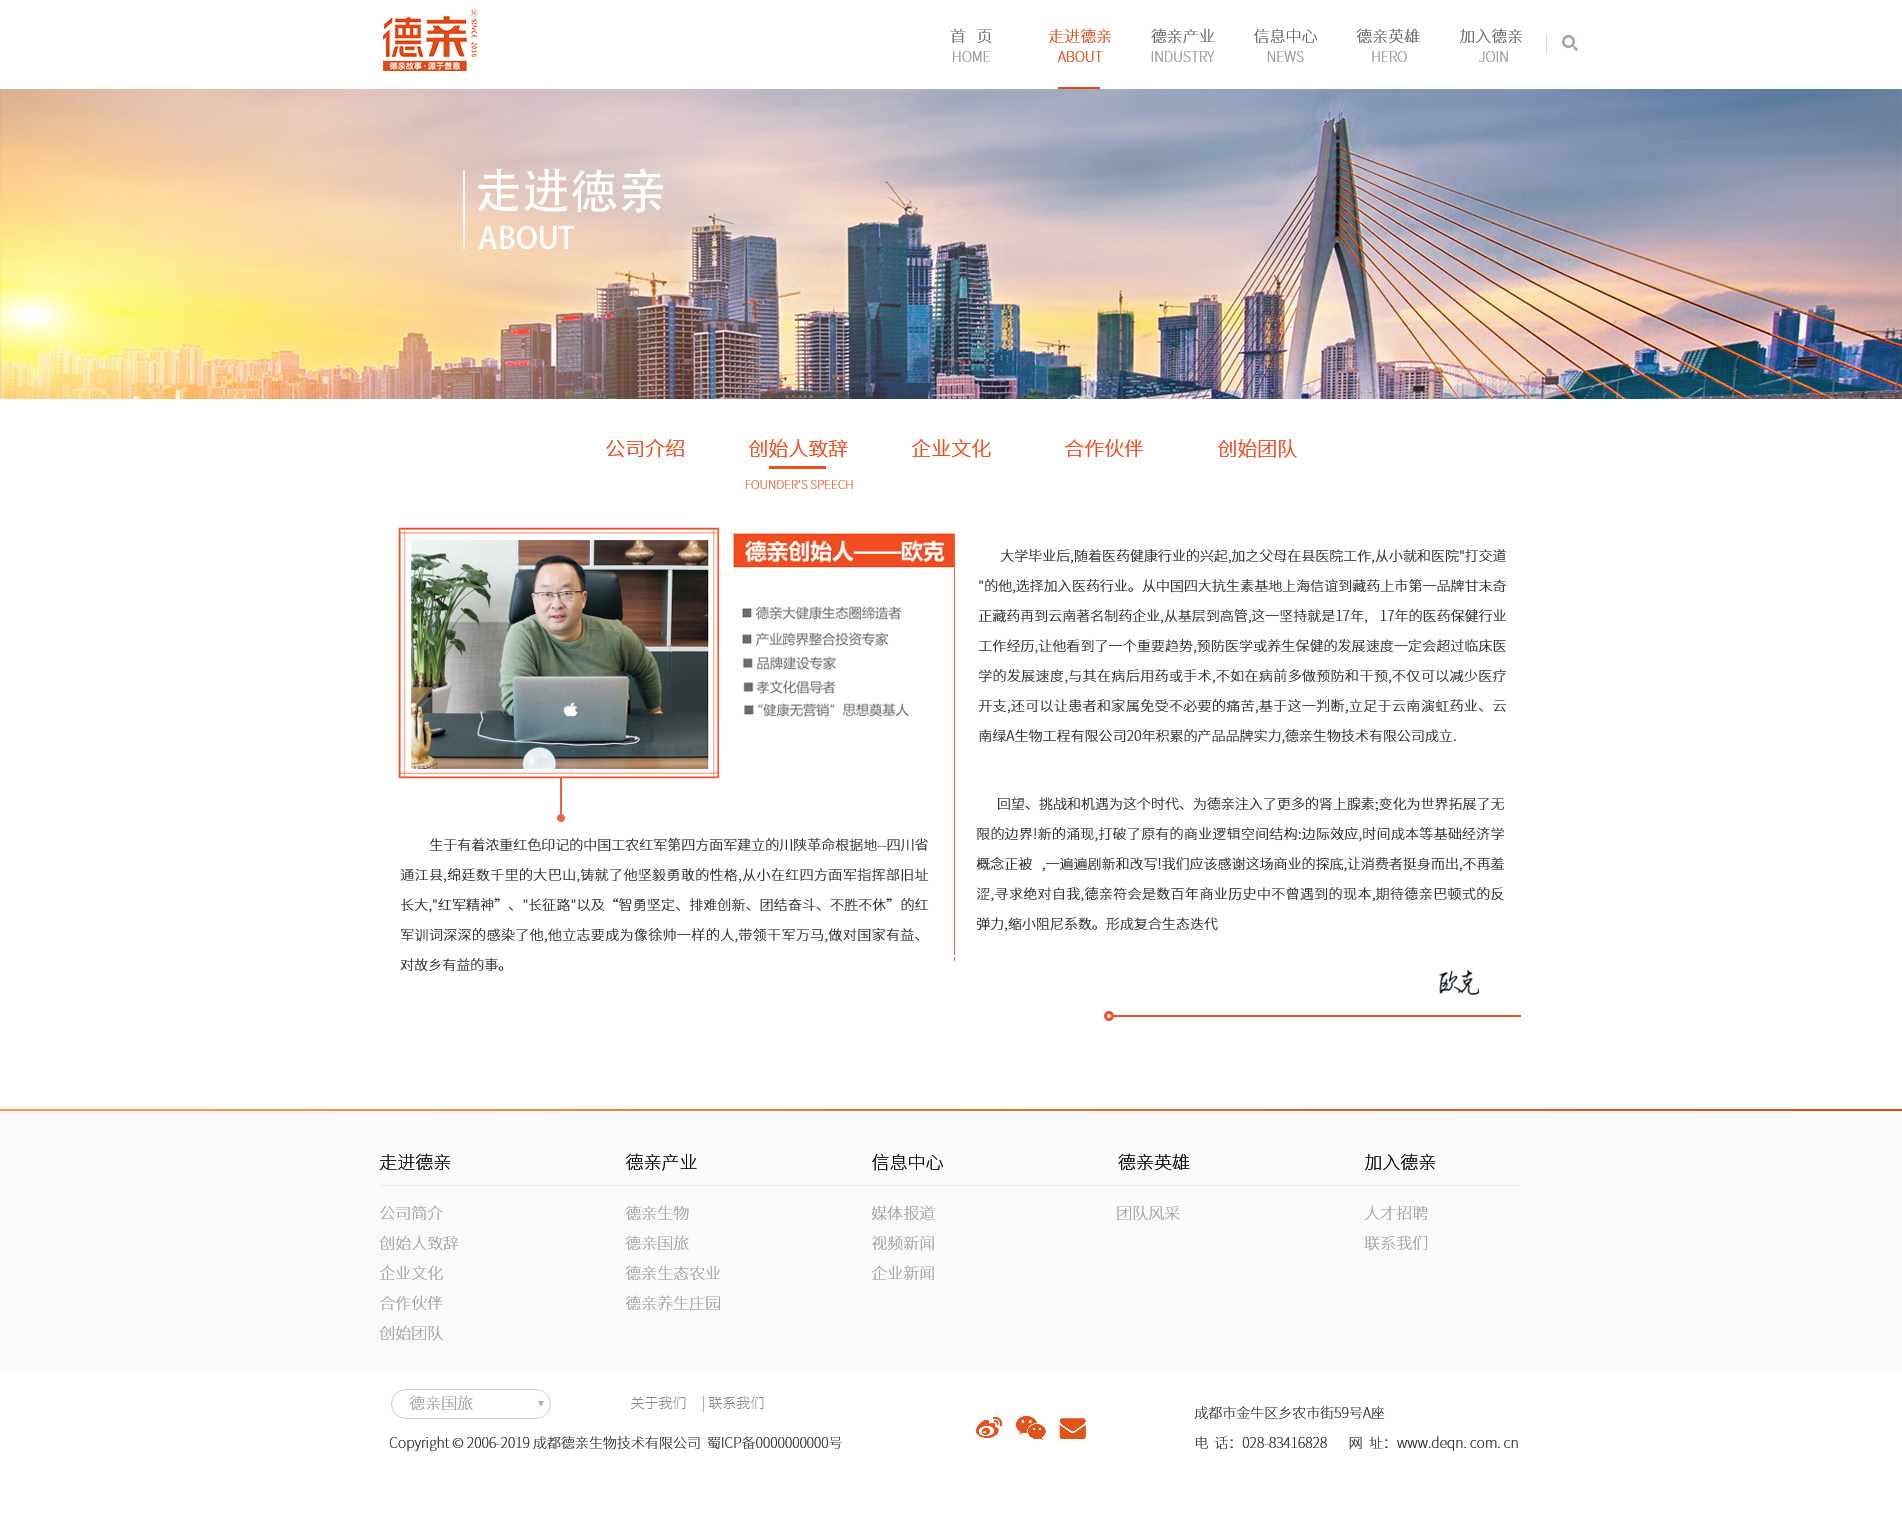 德亲
® SINCE 2016
德亲故事·源于善意
首 页
HOME
走进德亲
ABOUT
德亲产业
INDUSTRY
信息中心
NEWS
德亲英雄
HERO
加入德亲
JOIN
走进德亲
ABOUT
公司介绍
创始人致辞
企业文化
合作伙伴
创始团队
FOUNDER'S SPEECH
德亲创始人——欧克
■ 德亲大健康生态圈缔造者
■ 产业跨界整合投资专家
■ 品牌建设专家
■ 孝文化倡导者
■ “健康无营销” 思想奠基人
生于有着浓重红色印记的中国工农红军第四方面军建立的川陕革命根据地--四川省
通江县,绵廷数千里的大巴山,铸就了他坚毅勇敢的性格,从小在红四方面军指挥部旧址
长大,"红军精神”、"长征路"以及“智勇坚定、排难创新、团结奋斗、不胜不休”的红
军训词深深的感染了他,他立志要成为像徐帅一样的人,带领干军万马,做对国家有益、
对故乡有益的事。
大学毕业后,随着医药健康行业的兴起,加之父母在县医院工作,从小就和医院"打交道
"的他,选择加入医药行业。从中国四大抗生素基地上海信谊到藏药上市第一品牌甘末奇
正藏药再到云南著名制药企业,从基层到高管,这一坚持就是17年, 17年的医药保健行业
工作经历,让他看到了一个重要趋势,预防医学或养生保健的发展速度一定会超过临床医
学的发展速度,与其在病后用药或手术,不如在病前多做预防和干预,不仅可以减少医疗
开支,还可以让患者和家属免受不必要的痛苦,基于这一判断,立足于云南演虹药业、云
南绿A生物工程有限公司20年积累的产品品牌实力,德亲生物技术有限公司成立.
回望、挑战和机遇为这个时代、为德亲注入了更多的肾上腺素;变化为世界拓展了无
限的边界!新的涌现,打破了原有的商业逻辑空间结构:边际效应,时间成本等基础经济学
概念正被 ,一遍遍剧新和改写!我们应该感谢这场商业的探底,让消费者挺身而出,不再羞
涩,寻求绝对自我,德亲符会是数百年商业历史中不曾遇到的现本,期待德亲巴顿式的反
弹力,缩小阻尼系数。形成复合生态迭代
欧克
走进德亲
公司简介
创始人致辞
企业文化
合作伙伴
创始团队
德亲产业
德亲生物
德亲国旅
德亲生态农业
德亲养生庄园
信息中心
媒体报道
视频新闻
企业新闻
德亲英雄
团队风采
加入德亲
人才招聘
联系我们
德亲国旅
关于我们 | 联系我们
Copyright © 2006-2019 成都德亲生物技术有限公司 蜀ICP备0000000000号
成都市金牛区乡农市街59号A座
电 话：028-83416828 网 址：www.deqn. com. cn